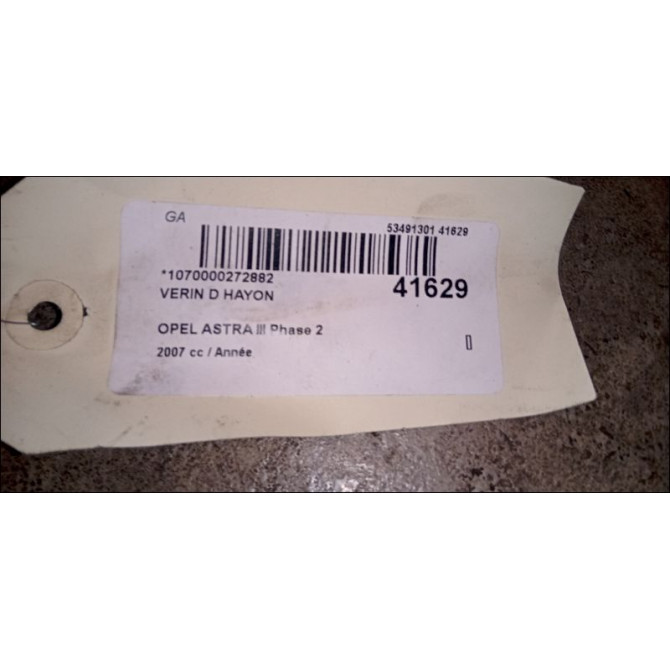 GA
53491301 41629
*1070000272882
41629
VERIN D HAYON
OPEL ASTRA III Phase 2
2007 cc / Année